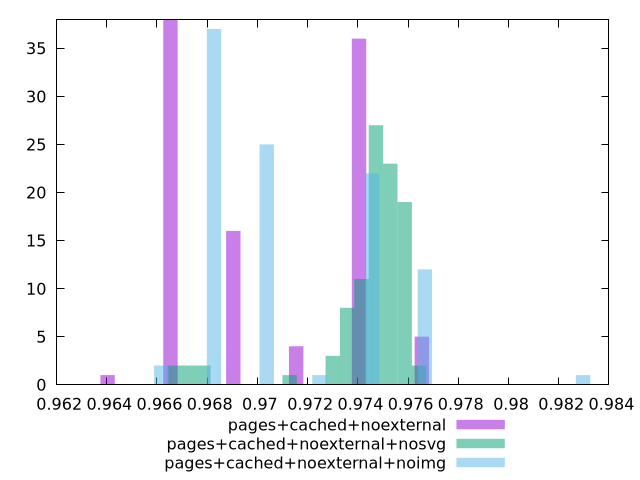 35
30
25
20
15
10
5
0
0.962 0.964 0.966 0.968 0.97 0.972 0.974 0.976 0.978 0.98 0.982 0.984
pages+cached+noexternal
pages+cached+noexternal+nosvg
pages+cached+noexternal+noimg